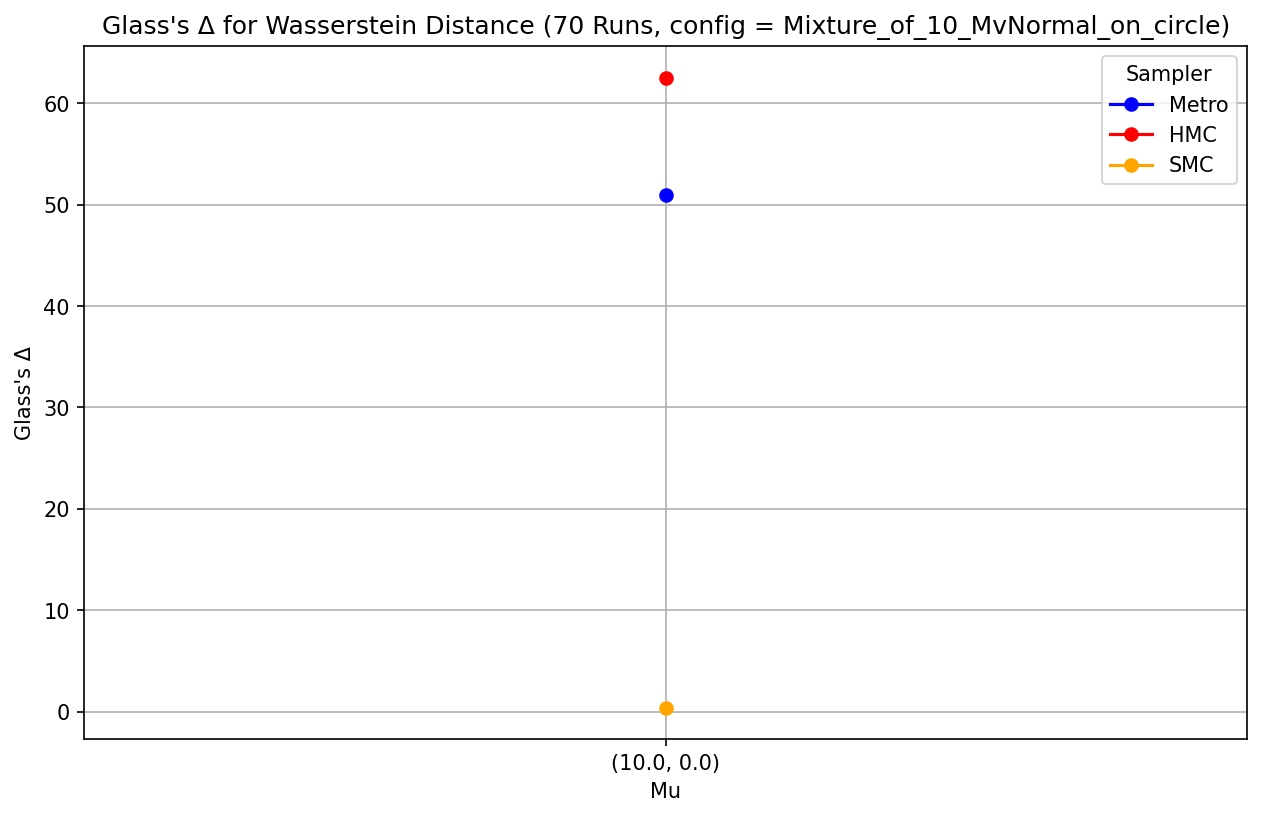 Glass's Δ for Wasserstein Distance (70 Runs, config = Mixture_of_10_MvNormal_on_circle)
Sampler
Metro
HMC
SMC
60
50
40
30
20
10
0
Glass's Δ
(10.0, 0.0)
Mu